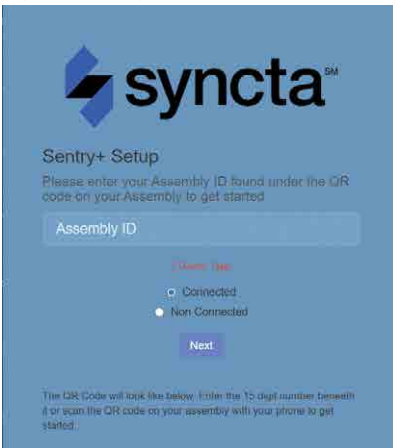 syncta℠
Sentry+ Setup
Please enter your Assembly ID found under the QR
code on your Assembly to get started
Assembly ID
Connected
Non Connected
Next
The QR Code will look like below. Enter the 15 digit number beneath
it or scan the QR code on your assembly with your phone to get
started.